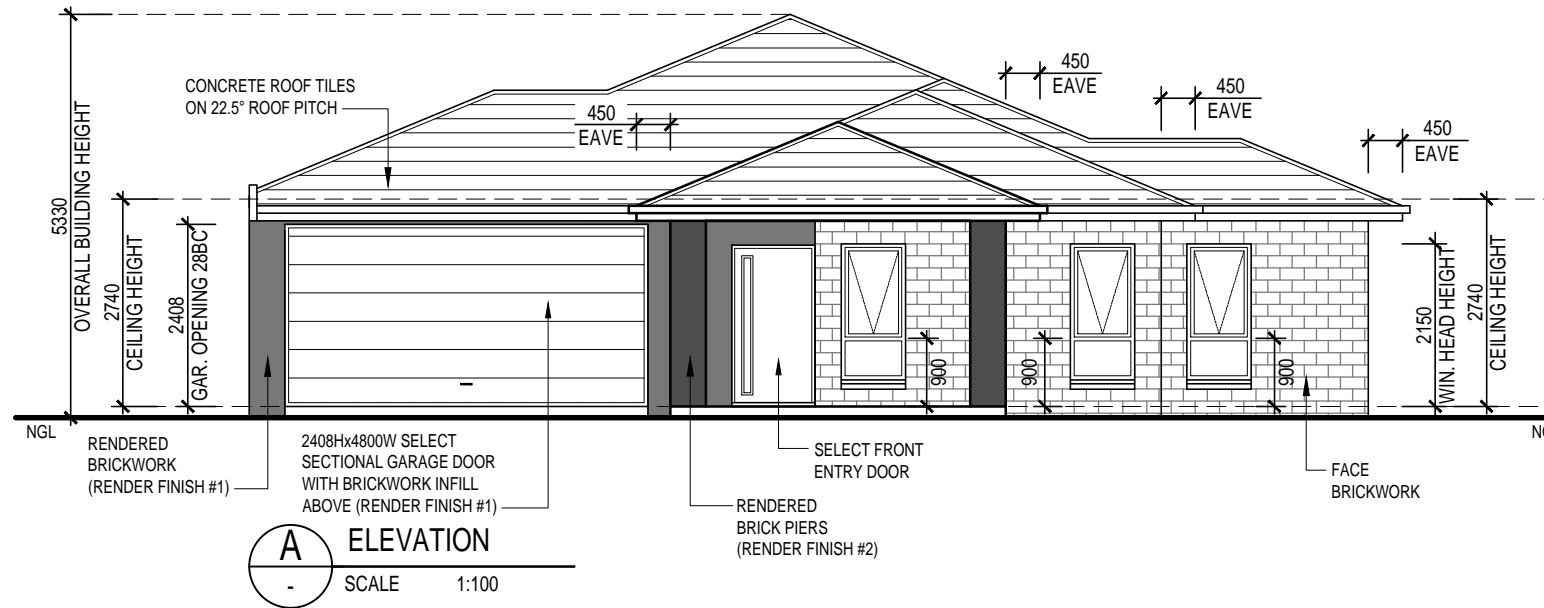 CONCRETE ROOF TILES
ON 22.5° ROOF PITCH
450
EAVE
450
EAVE
450
EAVE
450
EAVE
5330
OVERALL BUILDING HEIGHT
2740
CEILING HEIGHT
2408
GAR. OPENING 28BC
900
900
900
2150
WIN. HEAD HEIGHT
2740
CEILING HEIGHT
NGL
RENDERED
BRICKWORK
(RENDER FINISH #1)
2408Hx4800W SELECT
SECTIONAL GARAGE DOOR
WITH BRICKWORK INFILL
ABOVE (RENDER FINISH #1)
RENDERED
BRICK PIERS
(RENDER FINISH #2)
SELECT FRONT
ENTRY DOOR
FACE
BRICKWORK
A
-
ELEVATION
SCALE 1:100